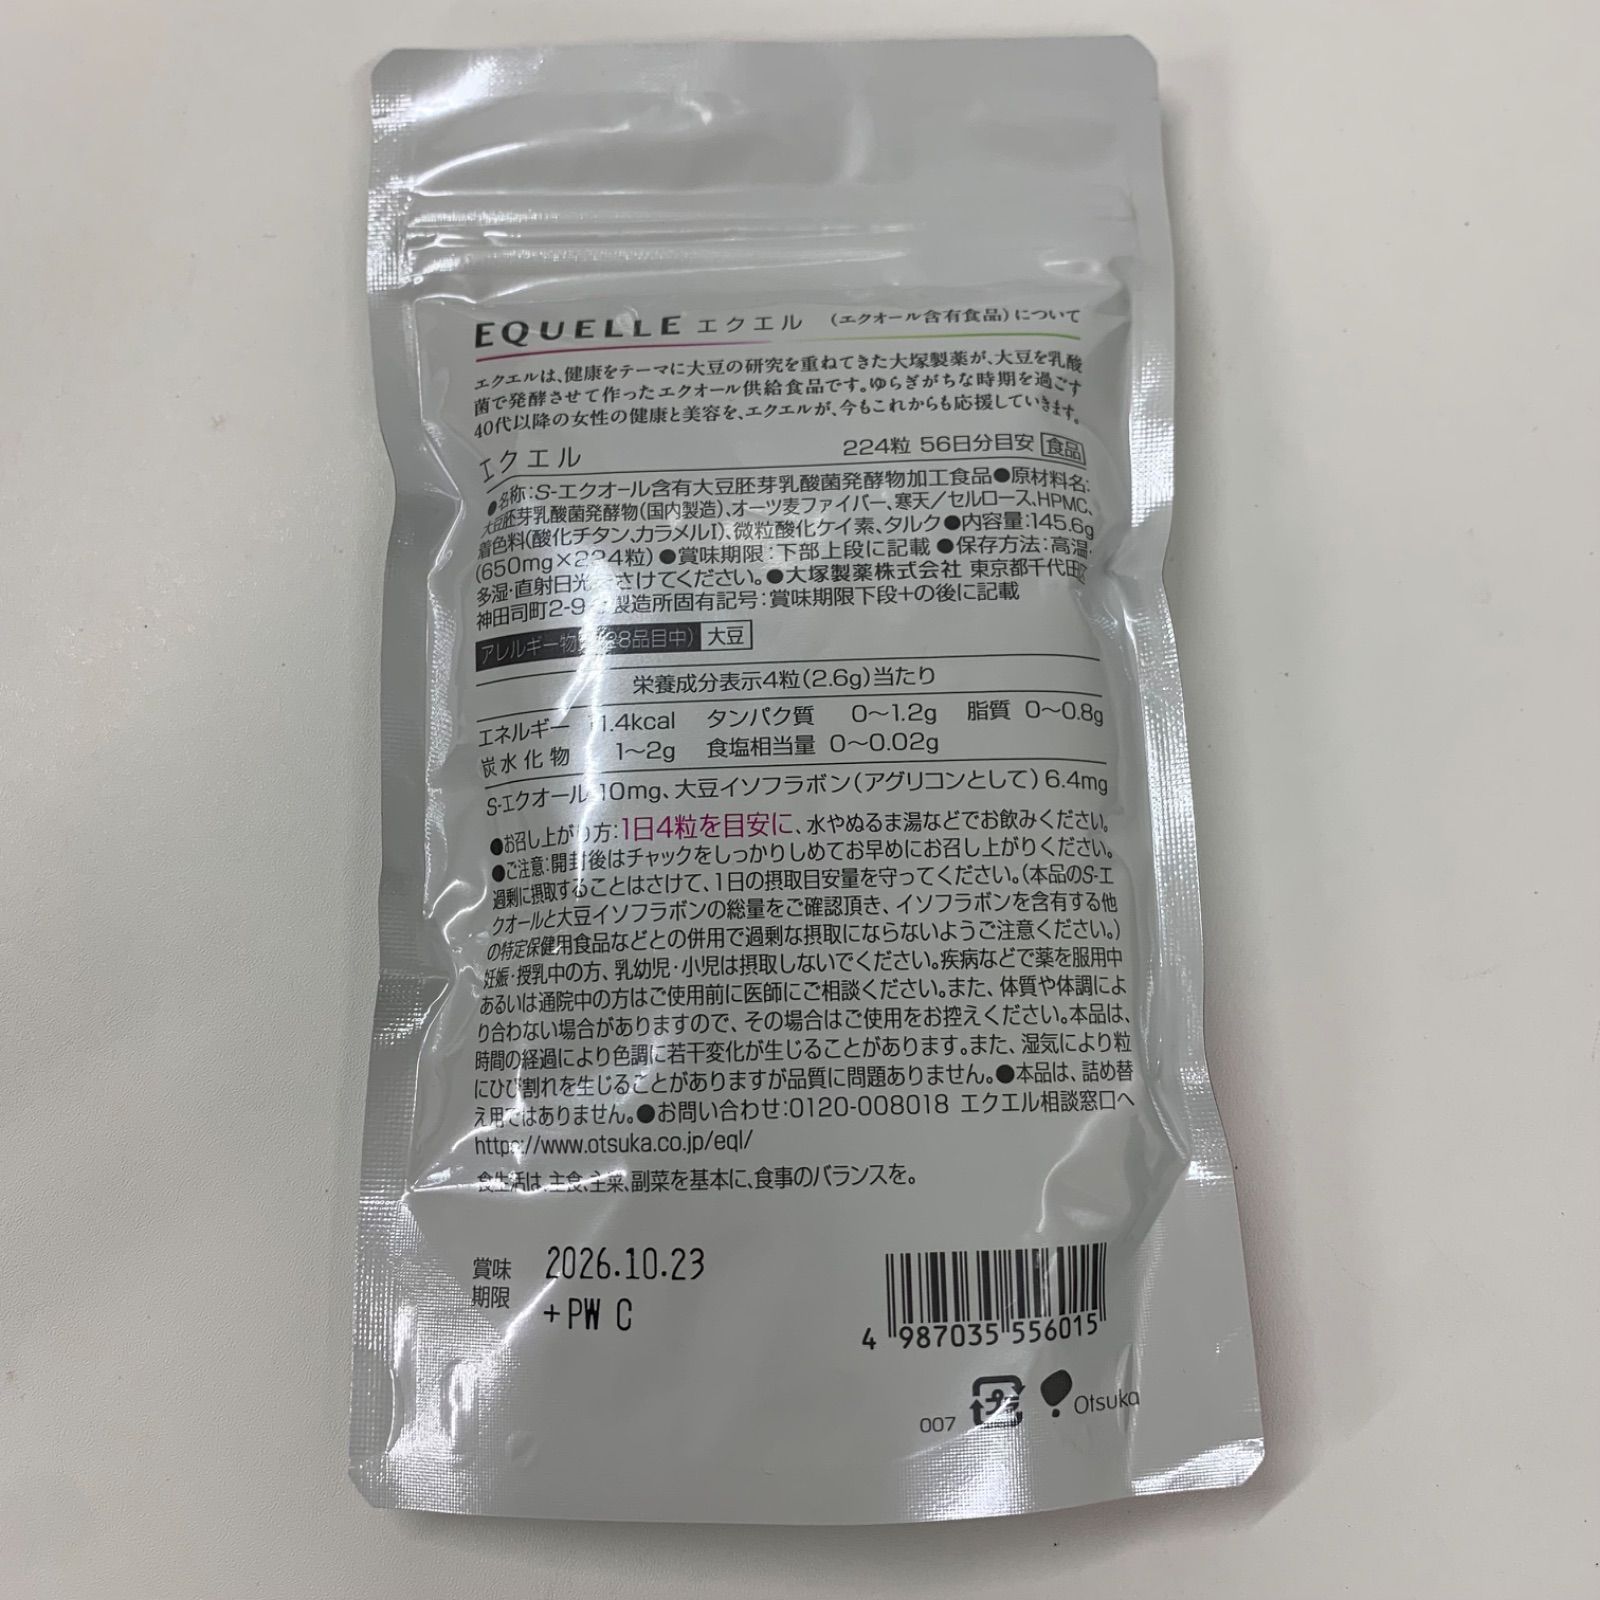 EQUELLE エクエル (エクオール含有食品)について
エクエルは、健康をテーマに大豆の研究を重ねてきた大塚製薬が、大豆を乳酸
菌で発酵させて作ったエクオール供給食品です。ゆらぎがちな時期を過ごす
40代以降の女性の健康と美容を、エクエルが、今もこれからも応援していきます。
エクエル 224粒 56日分目安 食品
●名称:S-エクオール含有大豆胚芽乳酸菌発酵物加工食品●原材料名:
大豆胚芽乳酸菌発酵物(国内製造)、オーツ麦ファイバー、寒天/セルロース、HPMC、
着色料(酸化チタン、カラメルI)、微粒酸化ケイ素、タルク●内容量:145.6g
(650mg×224粒)●賞味期限:下部上段に記載●保存方法:高温・
多湿・直射日光 さけてください。●大塚製薬株式会社 東京都千代田区
神田司町2-9 製造所固有記号:賞味期限下段+の後に記載
アレルギー物 28品目中) 大豆
栄養成分表示4粒(2.6g)当たり
エネルギー 11.4kcal タンパク質 0〜1.2g 脂質 0〜0.8g
炭水化物 1〜2g 食塩相当量 0〜0.02g
S-エクオール 10mg、大豆イソフラボン(アグリコンとして) 6.4mg
●お召し上がり方:1日4粒を目安に、水やぬるま湯などでお飲みください。
●ご注意:開封後はチャックをしっかりしめてお早めにお召し上がりください。
過剰に摂取することはさけて、1日の摂取目安量を守ってください。(本品のS-エ
クオールと大豆イソフラボンの総量をご確認頂き、イソフラボンを含有する他
の特定保健用食品などとの併用で過剰な摂取にならないようご注意ください。)
妊娠・授乳中の方、乳幼児・小児は摂取しないでください。疾病などで薬を服用中
あるいは通院中の方はご使用前に医師にご相談ください。また、体質や体調によ
り合わない場合がありますので、その場合はご使用をお控えください。本品は、
時間の経過により色調に若干変化が生じることがあります。また、湿気により粒
にひび割れを生じることがありますが品質に問題ありません。●本品は、詰め替
え用ではありません。●お問い合わせ:0120-008018 エクエル相談窓口へ
https://www.otsuka.co.jp/eql/
食生活は、主食、主菜、副菜を基本に、食事のバランスを。
賞味 2026.10.23
期限 +PW C
4 987035 556015
007 プラ Otsuka